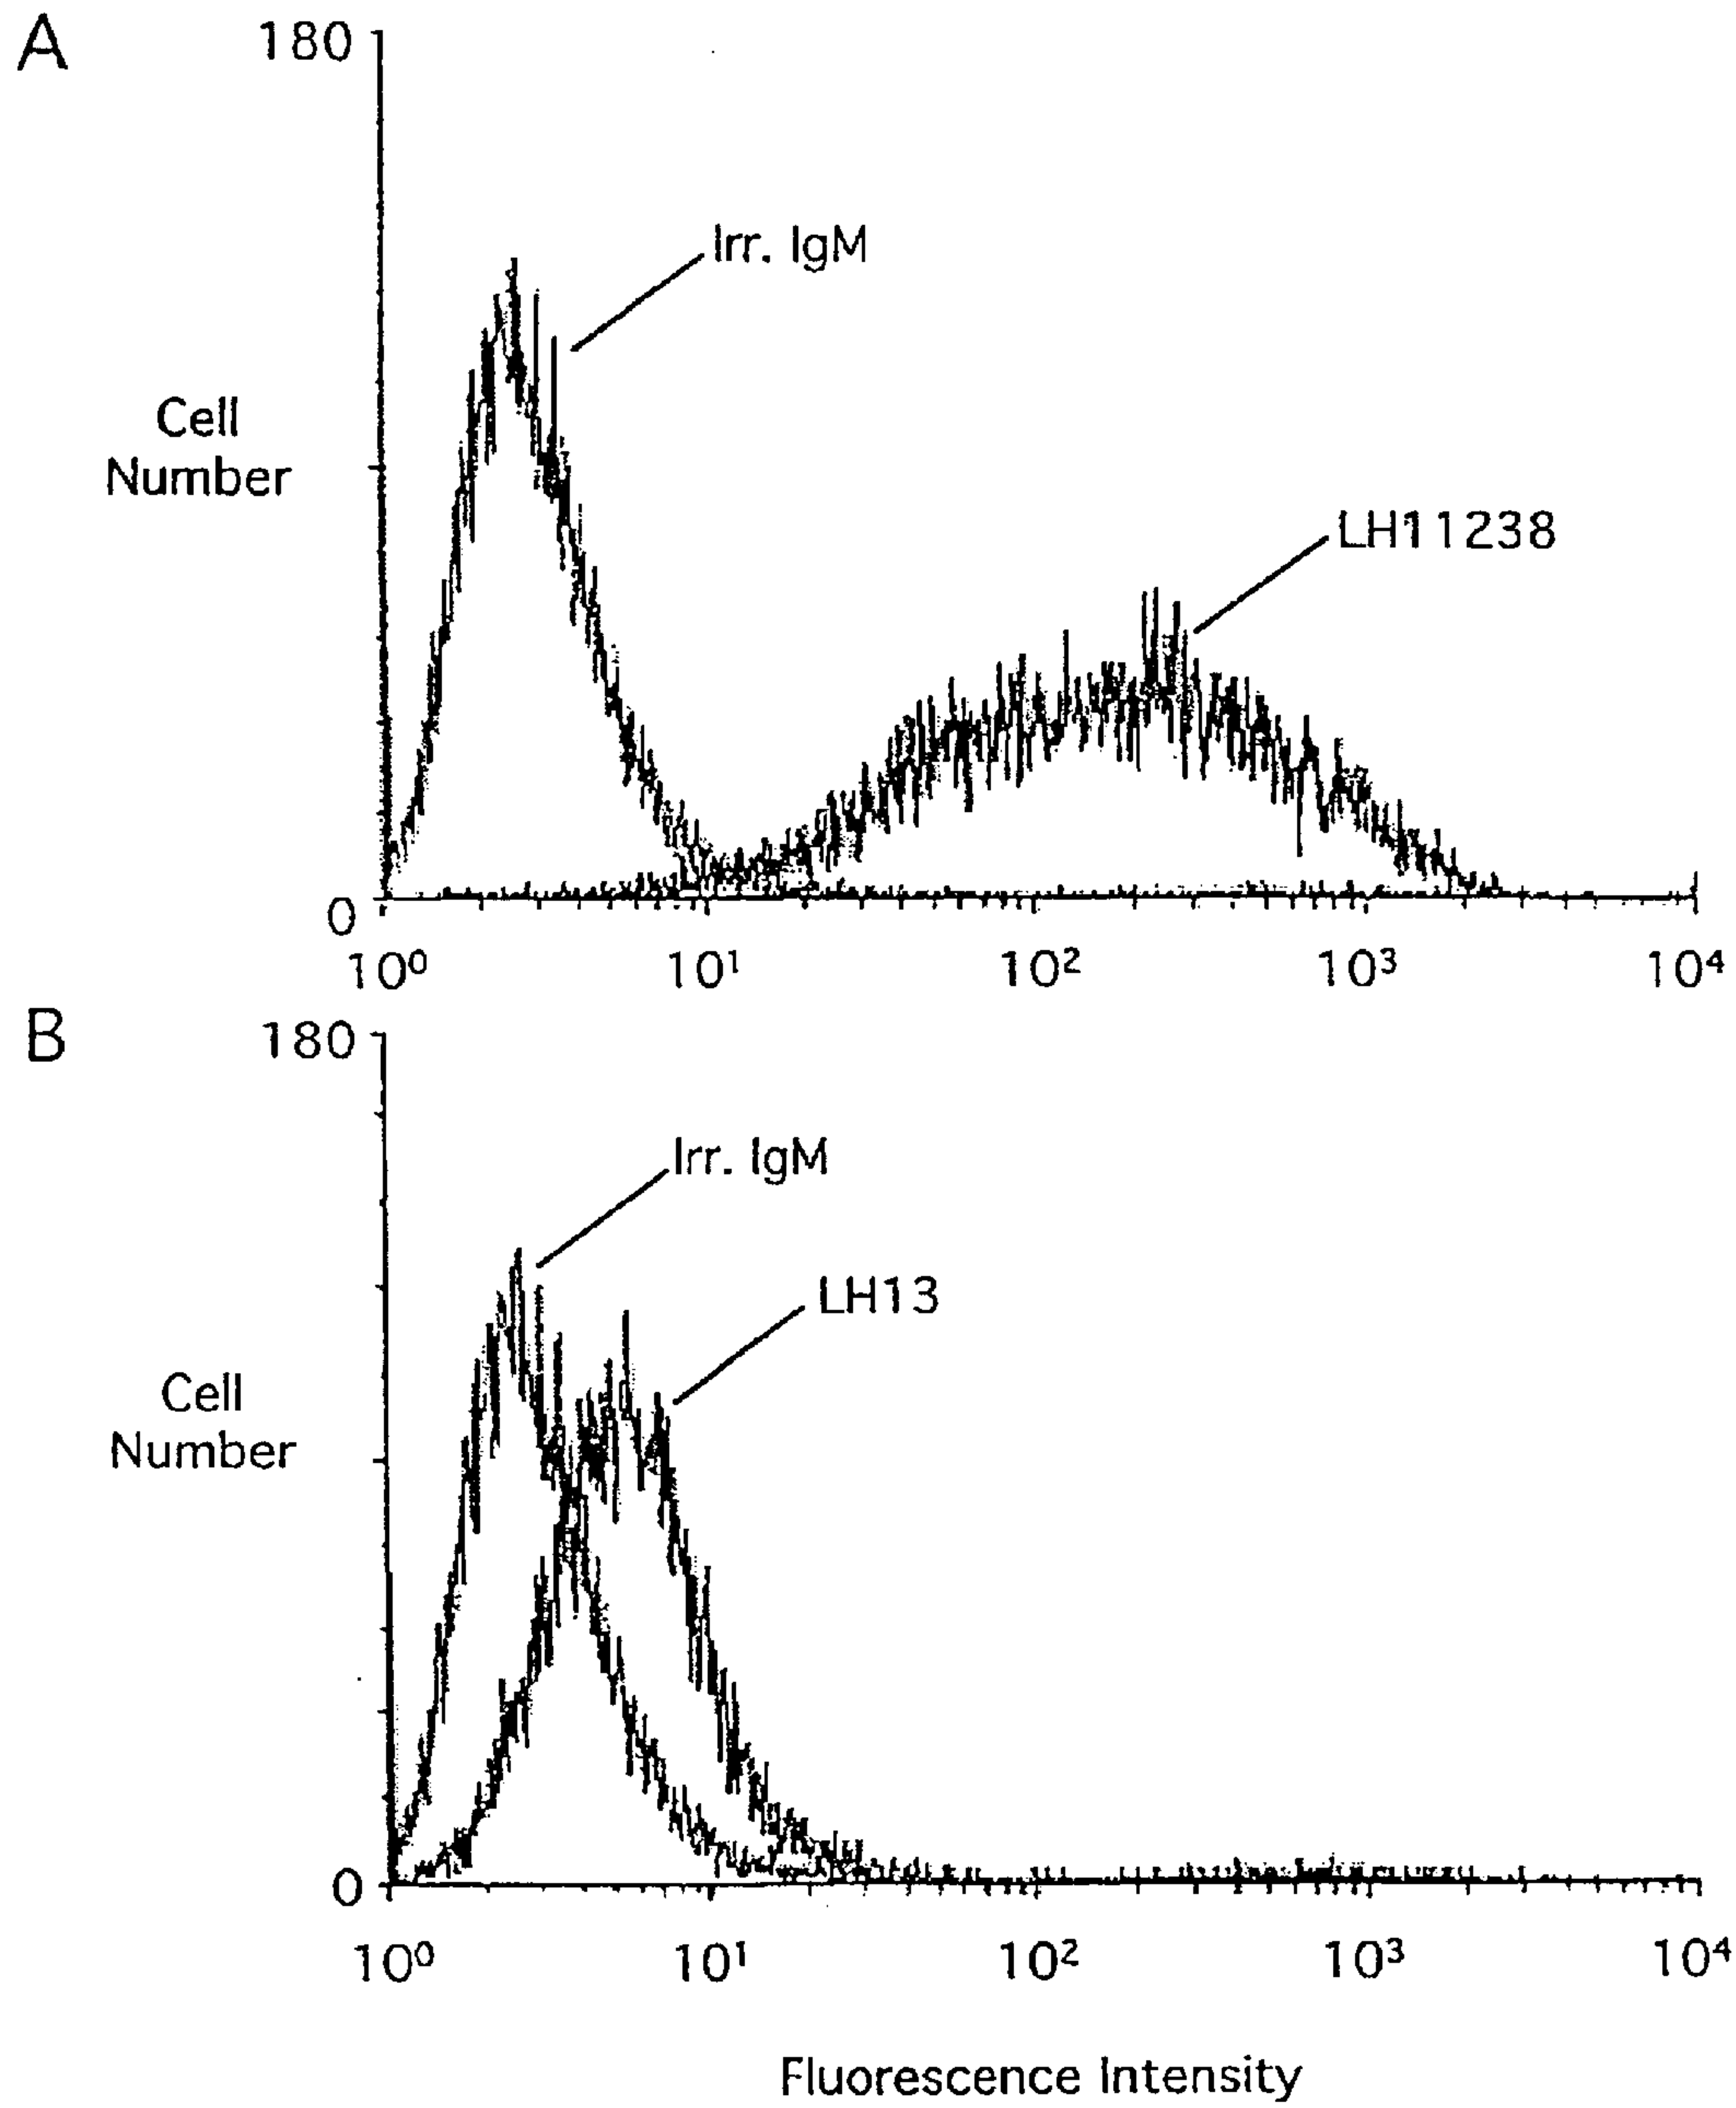 A
180
Irr. IgM
Cell
Number
LH11238
0
10⁰ 10¹ 10² 10³ 10⁴
B
180
Irr. IgM
LH13
Cell
Number
0
10⁰ 10¹ 10² 10³ 10⁴
Fluorescence Intensity